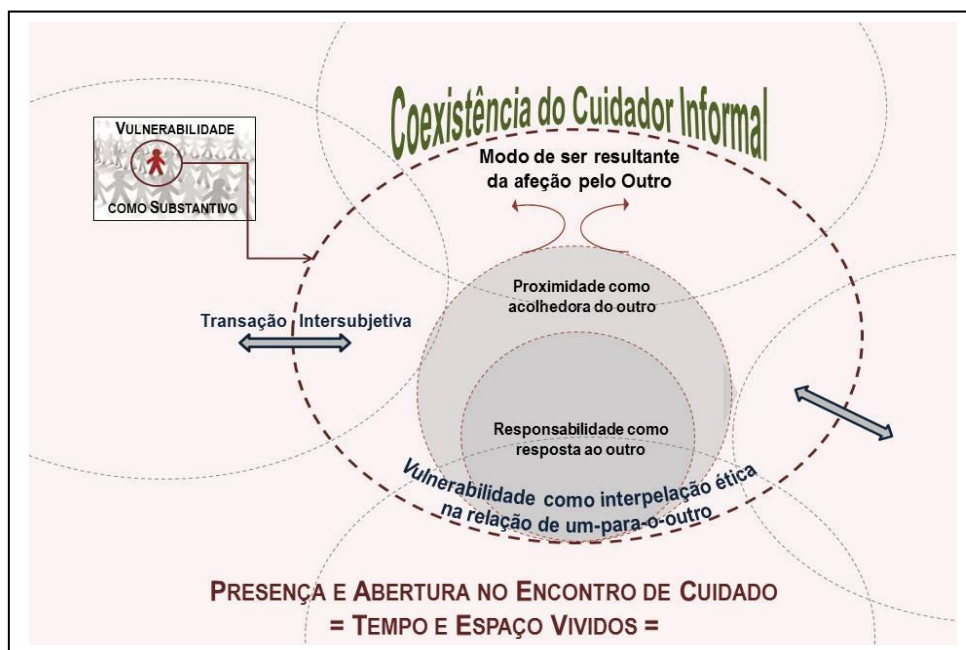 Coexistência do Cuidador Informal
VULNERABILIDADE
COMO SUBSTANTIVO
Modo de ser resultante
da afeção pelo Outro
Proximidade como
acolhedora do outro
Transação Intersubjetiva
Responsabilidade como
resposta ao outro
Vulnerabilidade como interpelação ética
na relação de um-para-o-outro
PRESENÇA E ABERTURA NO ENCONTRO DE CUIDADO
= TEMPO E ESPAÇO VIVIDOS =